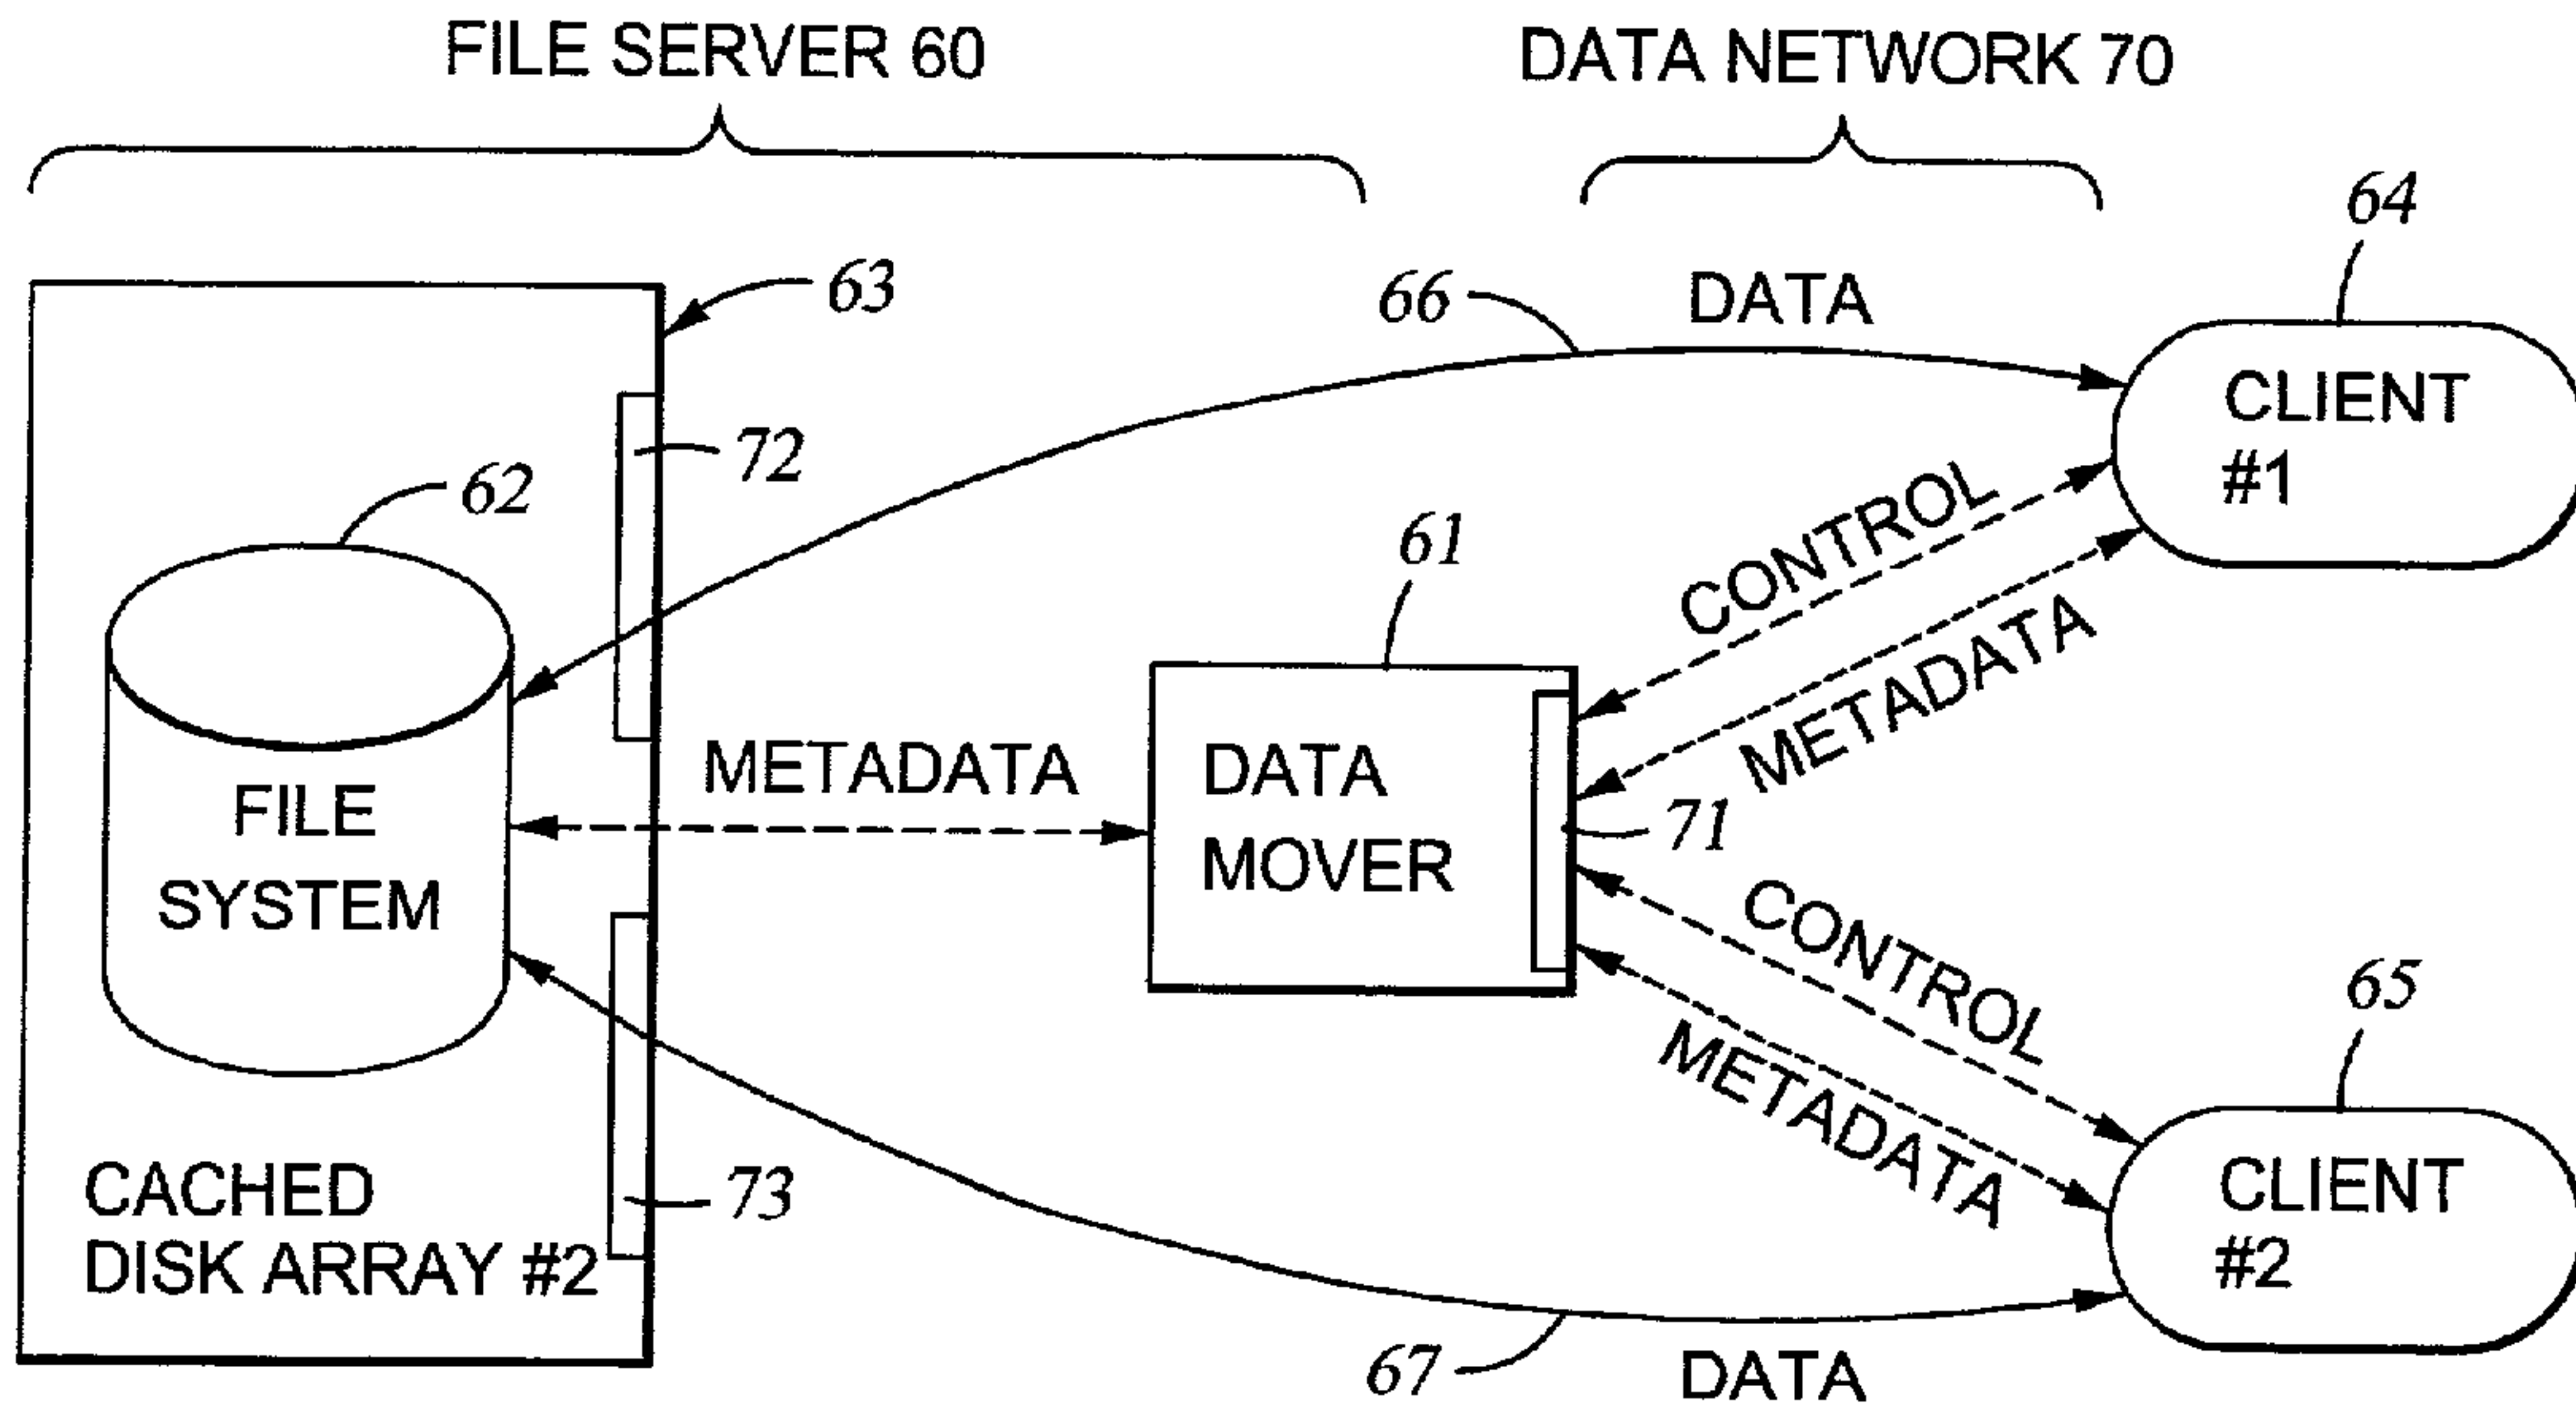 FILE SERVER 60
DATA NETWORK 70
64
63
66
DATA
CLIENT
#1
72
62
CONTROL
61
METADATA
METADATA
DATA
MOVER
71
FILE
SYSTEM
CONTROL
65
METADATA
CACHED
DISK ARRAY #2
73
CLIENT
#2
67
DATA